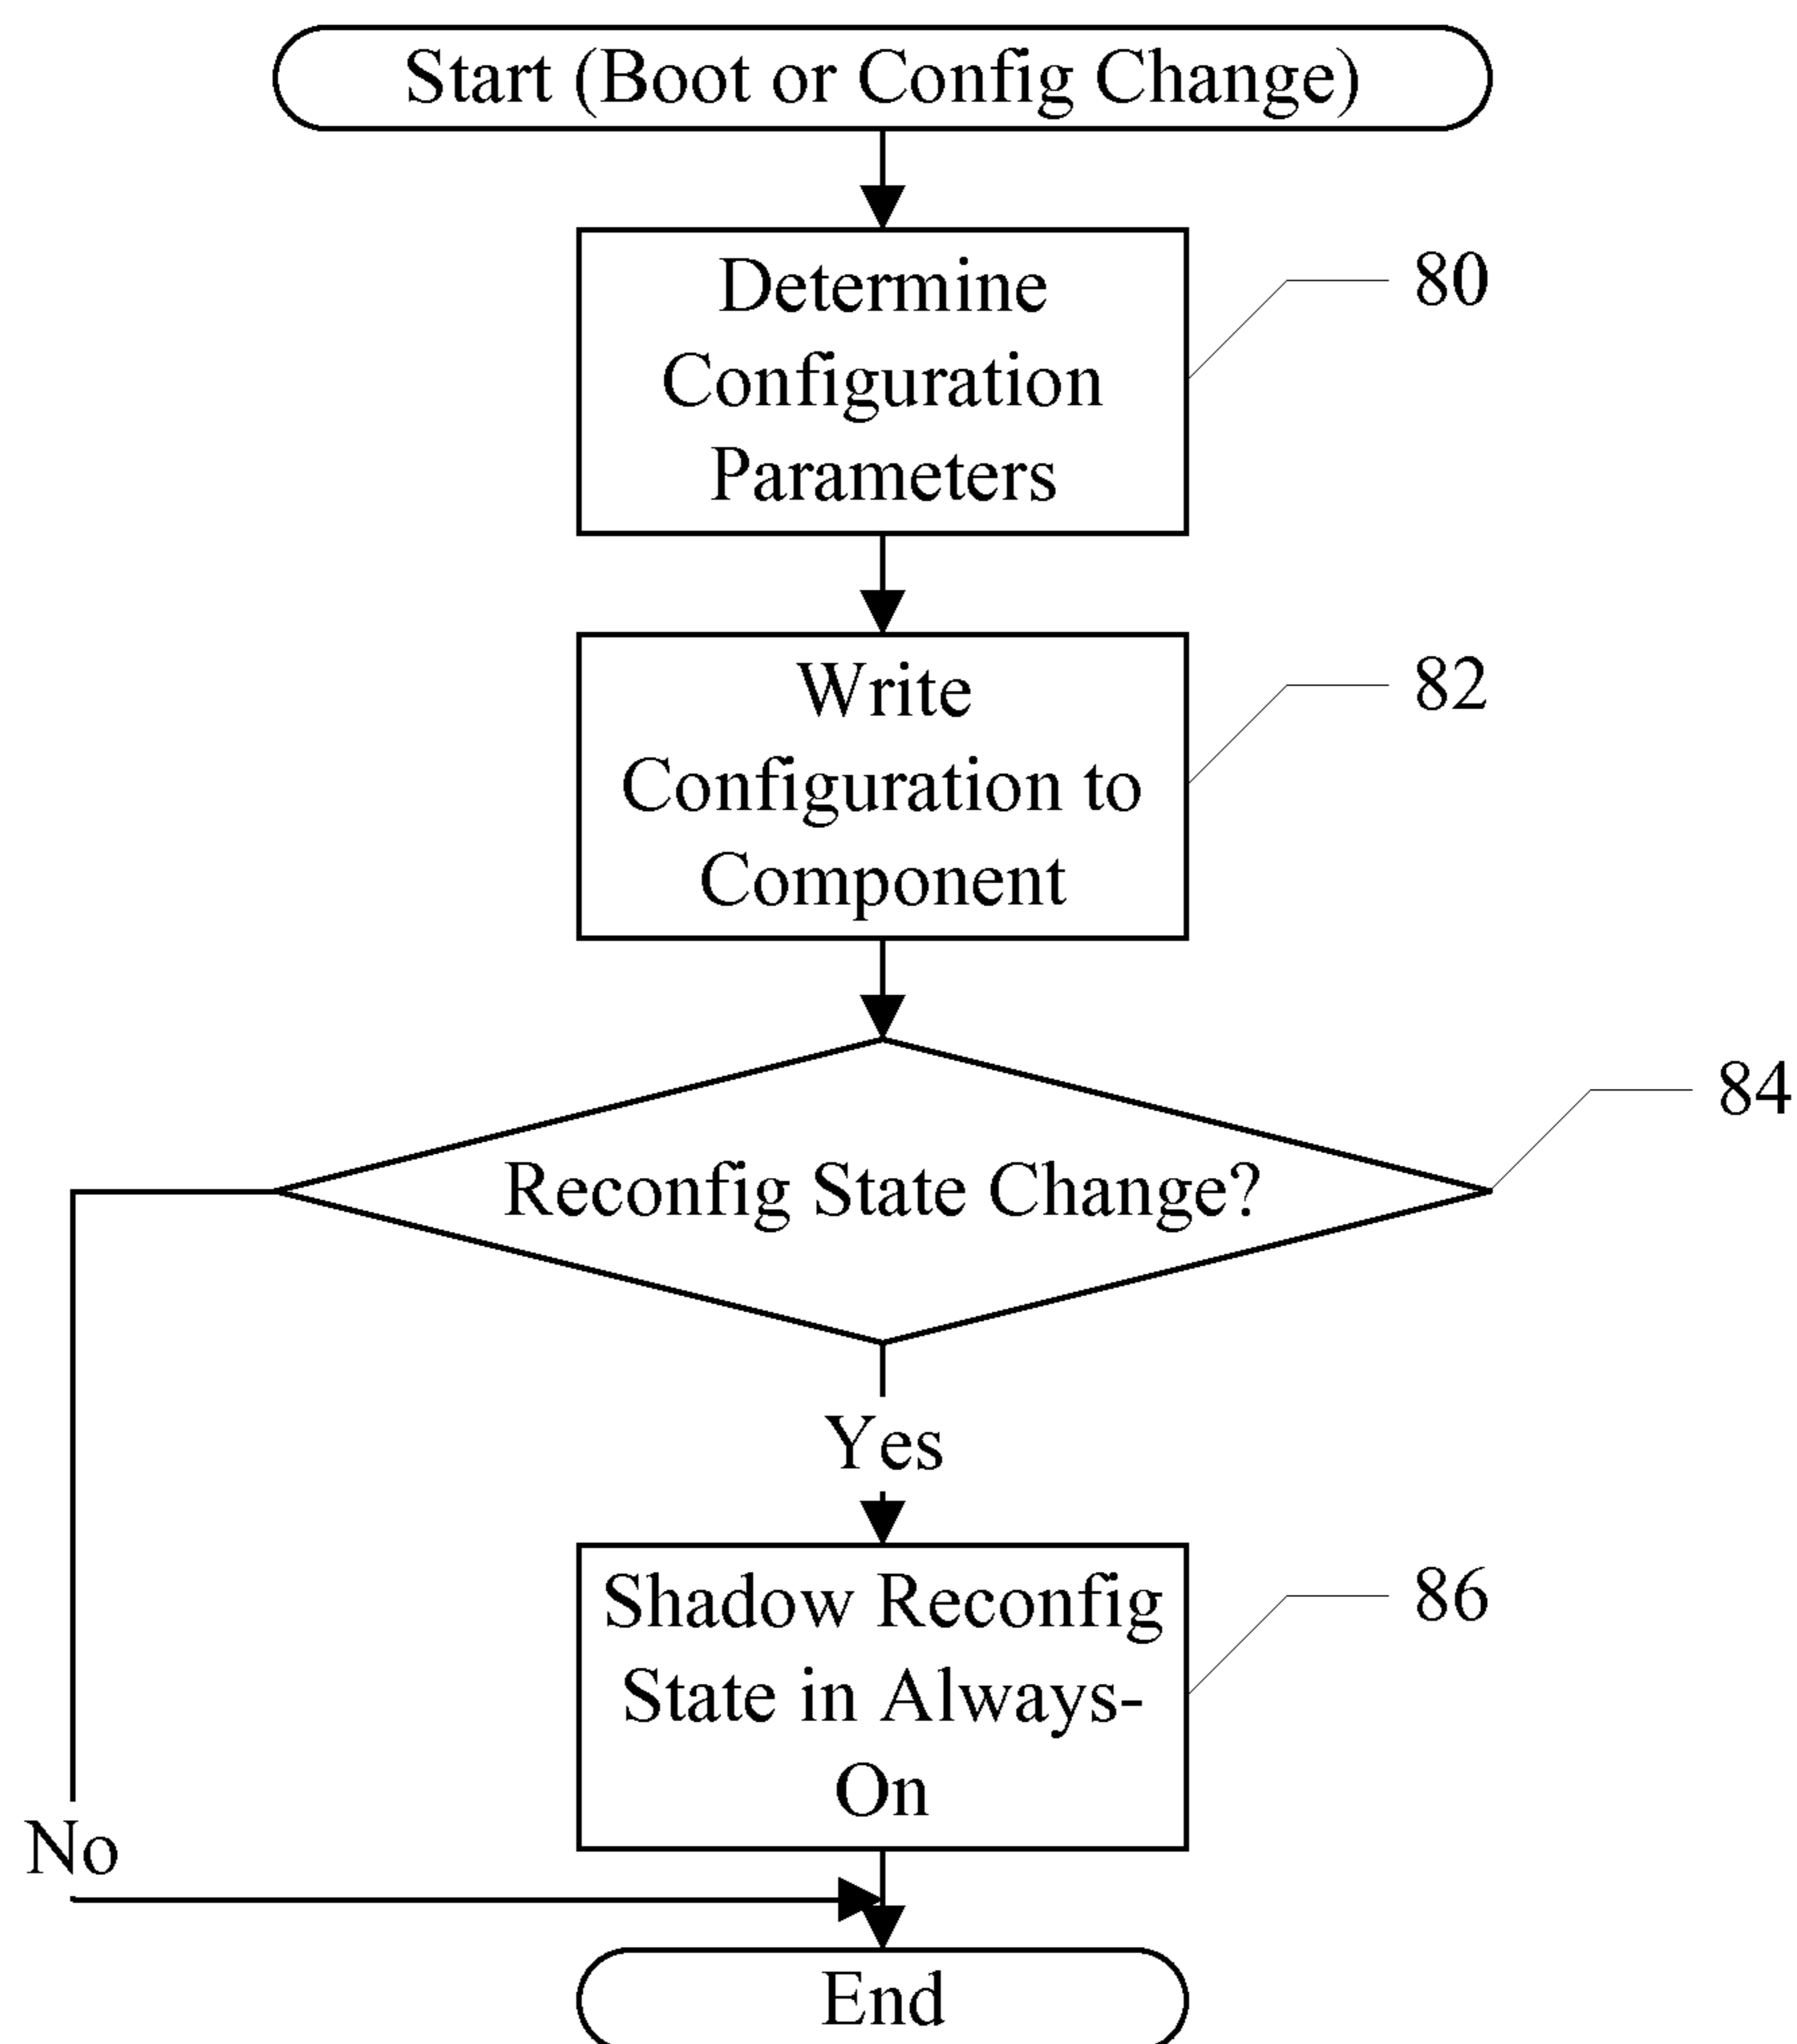 Start (Boot or Config Change)
Determine
Configuration
Parameters
80
Write
Configuration to
Component
82
Reconfig State Change?
84
Yes
Shadow Reconfig
State in Always-
On
86
No
End